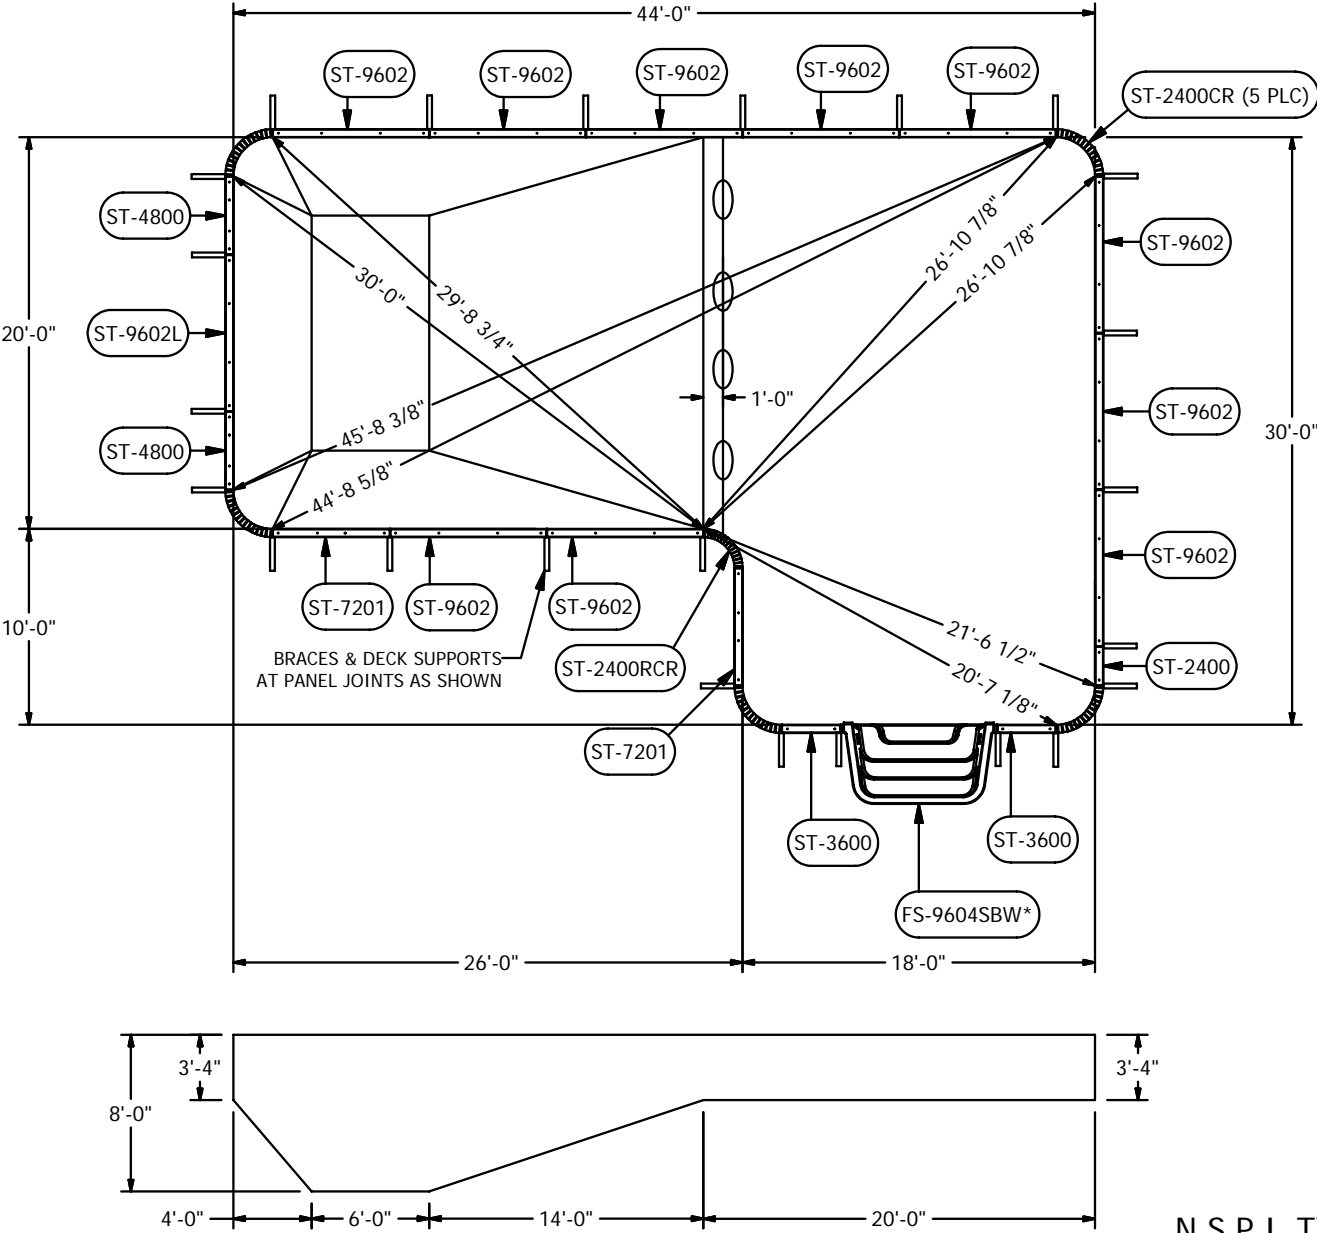 44'-0"
ST-9602
ST-9602
ST-9602
ST-9602
ST-9602
ST-2400CR (5 PLC)
ST-4800
ST-9602L
ST-4800
20'-0"
10'-0"
30'-0"
29'-8 3/4"
26'-10 7/8"
26'-10 7/8"
45'-8 3/8"
44'-8 5/8"
1'-0"
ST-9602
ST-9602
30'-0"
ST-9602
ST-2400
ST-7201
ST-9602
ST-9602
BRACES & DECK SUPPORTS
AT PANEL JOINTS AS SHOWN
ST-2400RCR
21'-6 1/2"
20'-7 1/8"
ST-7201
ST-3600
ST-3600
FS-9604SBW*
26'-0"
18'-0"
3'-4"
8'-0"
3'-4"
4'-0"
6'-0"
14'-0"
20'-0"
N.S.P.I. T